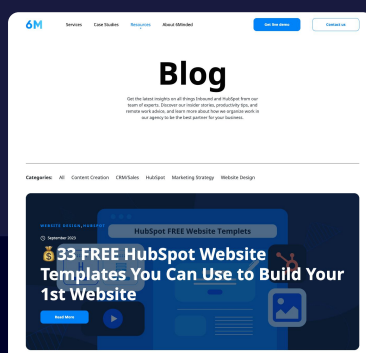 6M
Services Case Studies Resources About 6Minded Get live demo Contact us
Blog
Get the latest insights on all things Inbound and HubSpot from our
team of experts. Discover our insider stories, productivity tips, and
remote work advice, and learn more about how we organize work in
our agency to be the best partner for your business.
Categories: All Content Creation CRM/Sales HubSpot Marketing Strategy Website Design
HubSpot FREE Website Templets
WEBSITE DESIGN,HUBSPOT
September 2023
💰33 FREE HubSpot Website
Templates You Can Use to Build Your
1st Website
Read More